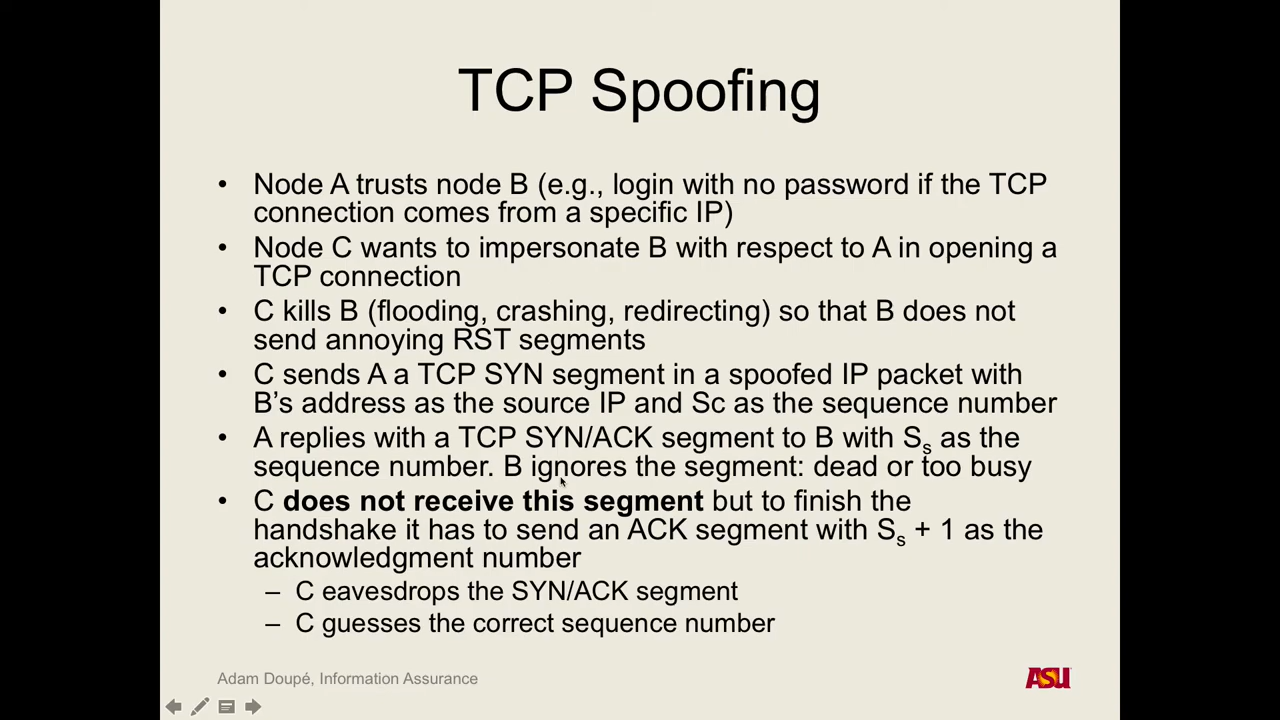 TCP Spoofing
• Node A trusts node B (e.g., login with no password if the TCP
connection comes from a specific IP)
• Node C wants to impersonate B with respect to A in opening a
TCP connection
• C kills B (flooding, crashing, redirecting) so that B does not
send annoying RST segments
• C sends A a TCP SYN segment in a spoofed IP packet with
B's address as the source IP and Sc as the sequence number
• A replies with a TCP SYN/ACK segment to B with Ss as the
sequence number. B ignores the segment: dead or too busy
• C does not receive this segment but to finish the
handshake it has to send an ACK segment with Ss + 1 as the
acknowledgment number
– C eavesdrops the SYN/ACK segment
– C guesses the correct sequence number
Adam Doupé, Information Assurance
ASU